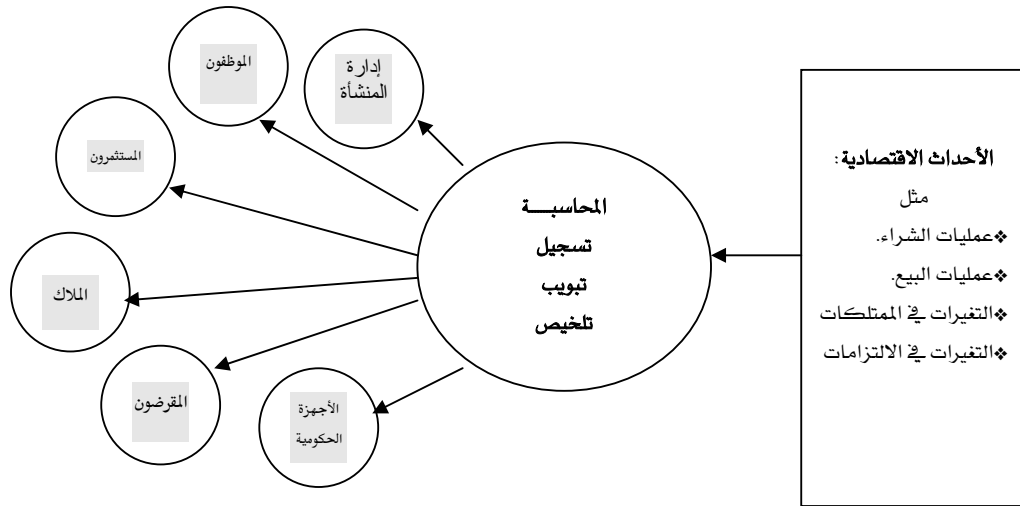 الأحداث الاقتصادية:
مثل
❖عمليات الشراء.
❖عمليات البيع.
❖التغيرات في الممتلكات
❖التغيرات في الالتزامات
المحاسبـــة
تسجيل
تبويب
تلخيص
إدارة
المنشأة
الموظفون
المستثمرون
الملاك
المقرضون
الأجهزة
الحكومية